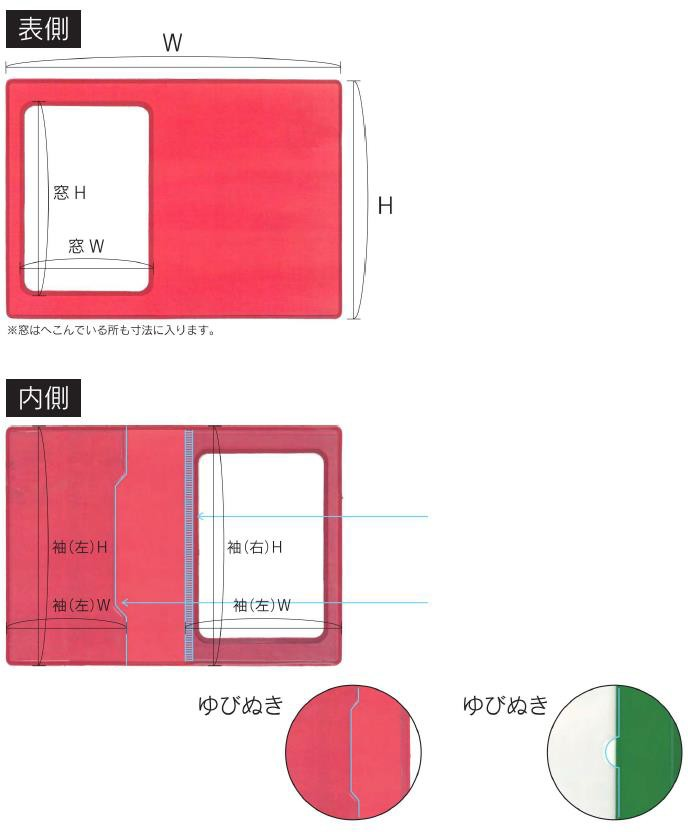 表側
W
窓 H
H
窓 W
※窓はへこんでいる所も寸法に入ります。
内側
袖(左)H
袖(右)H
袖(左)W
袖(左)W
ゆびぬき
ゆびぬき